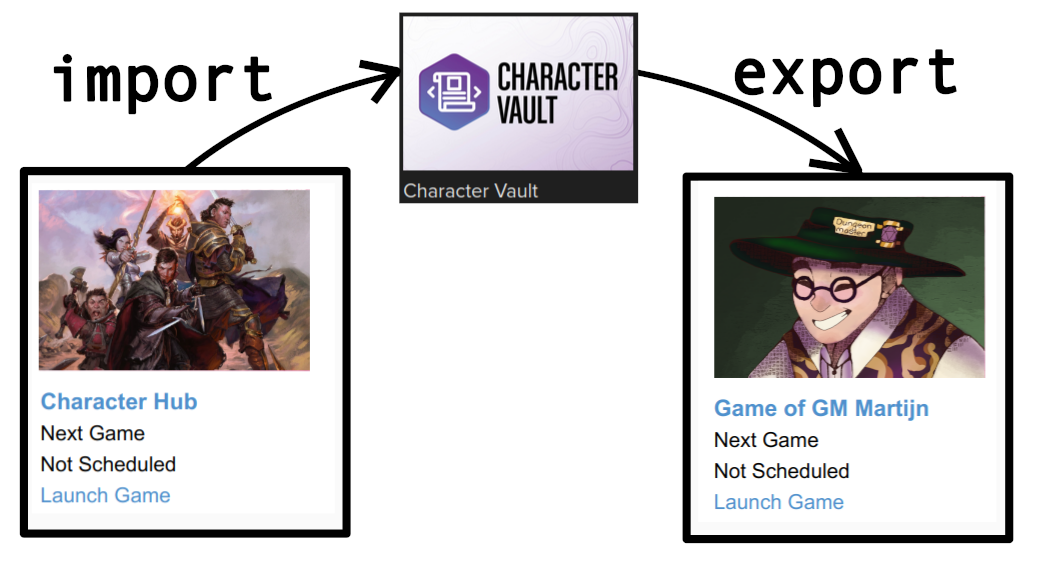 import
CHARACTER
VAULT
Character Vault
export
Character Hub
Next Game
Not Scheduled
Launch Game
Dungeon
master
Game of GM Martijn
Next Game
Not Scheduled
Launch Game